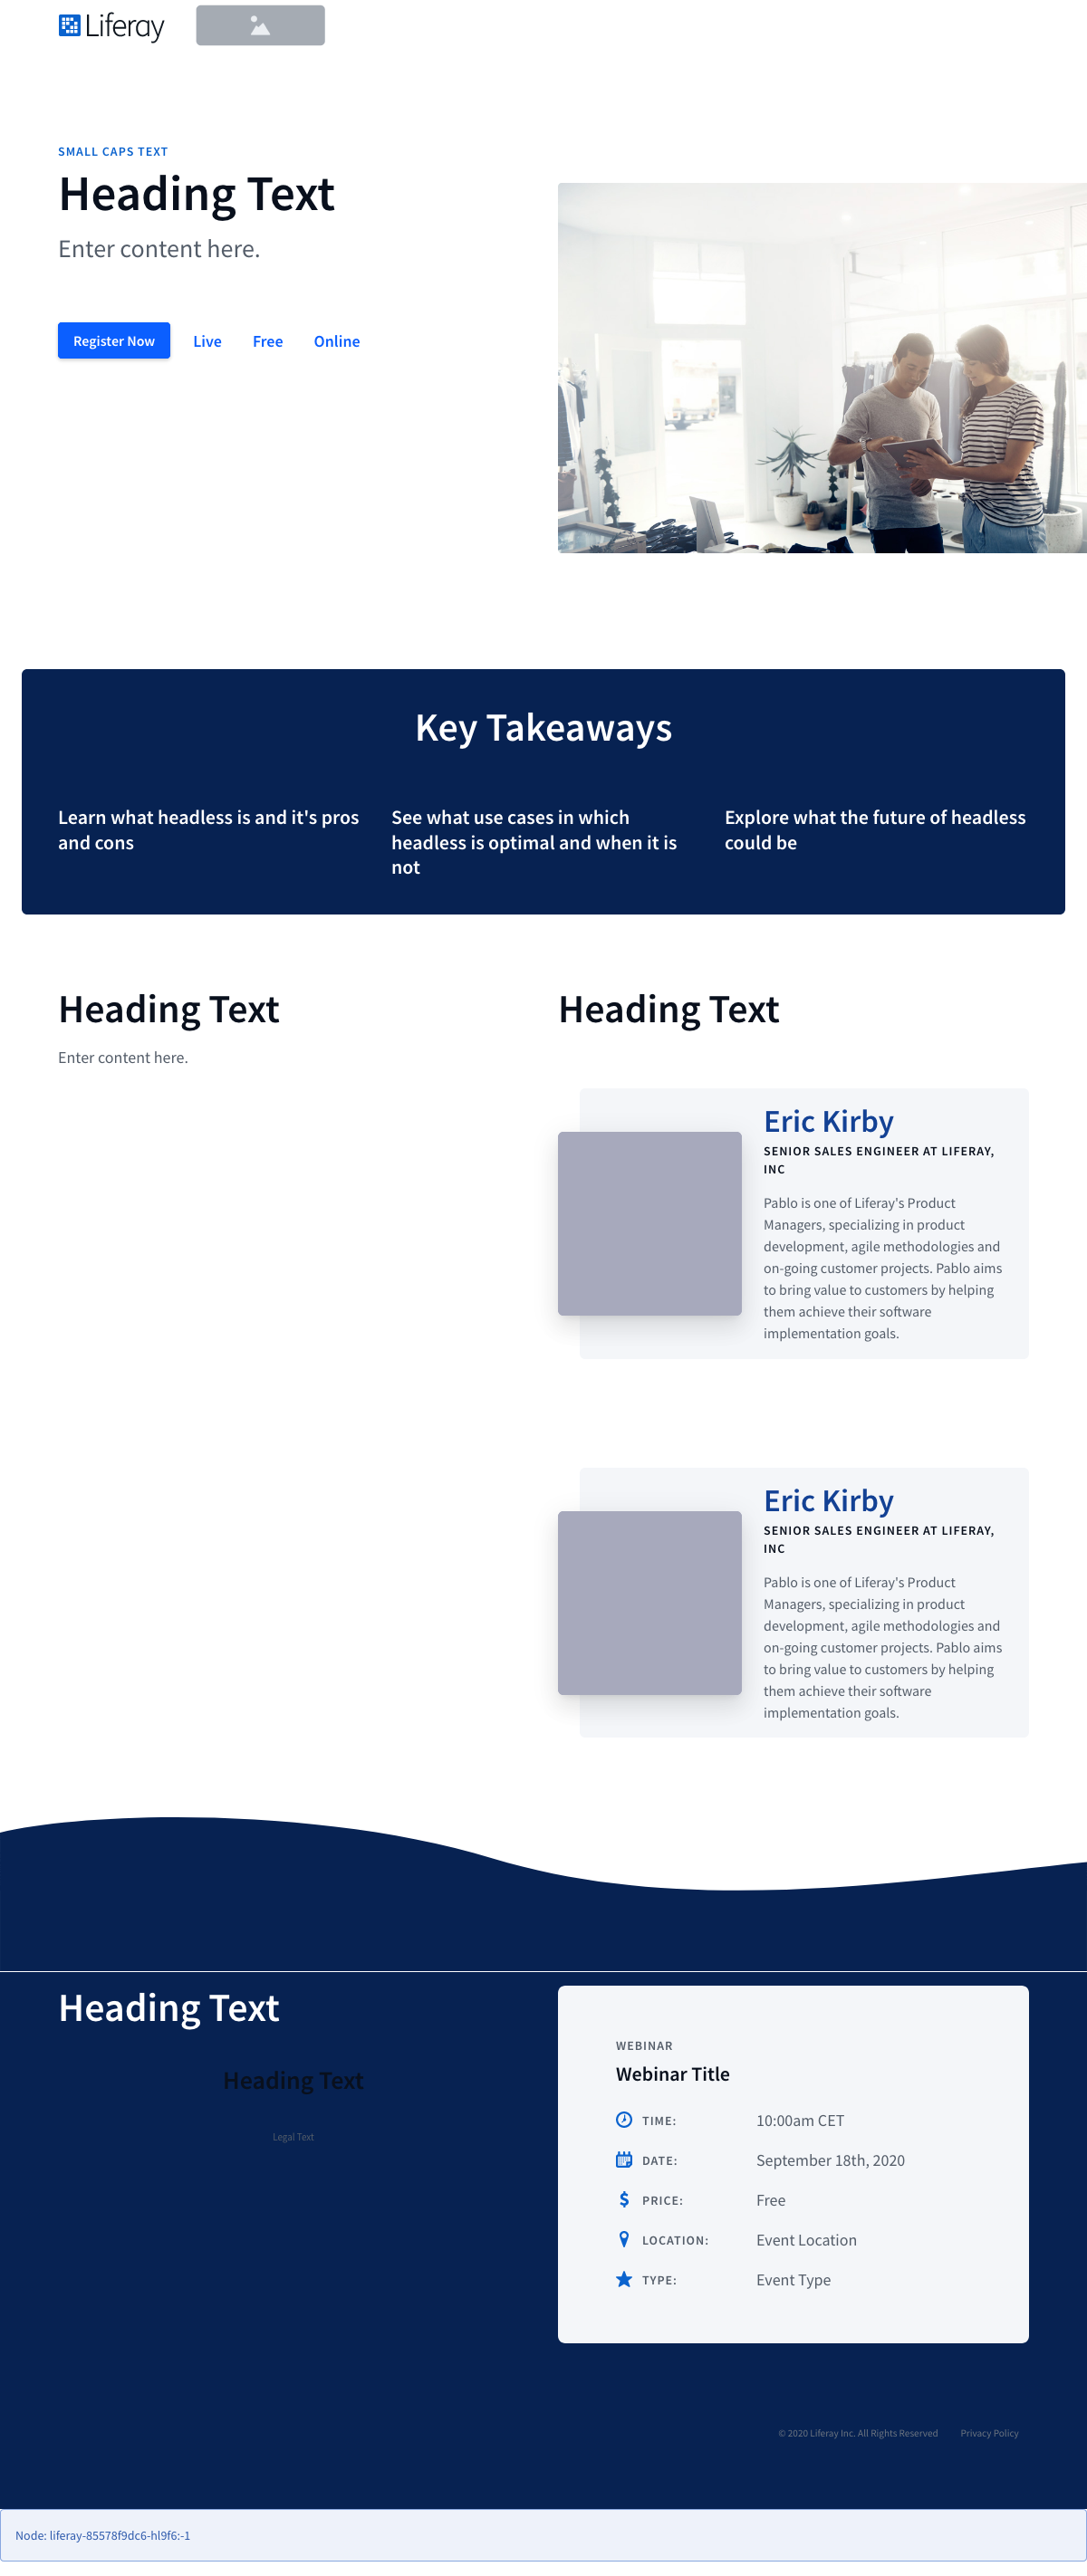 Liferay
SMALL CAPS TEXT
Heading Text
Enter content here.
Register Now
Live
Free
Online
Key Takeaways
Learn what headless is and it's pros
and cons
See what use cases in which
headless is optimal and when it is
not
Explore what the future of headless
could be
Heading Text
Enter content here.
Heading Text
Eric Kirby
SENIOR SALES ENGINEER AT LIFERAY,
INC
Pablo is one of Liferay's Product
Managers, specializing in product
development, agile methodologies and
on-going customer projects. Pablo aims
to bring value to customers by helping
them achieve their software
implementation goals.
Eric Kirby
SENIOR SALES ENGINEER AT LIFERAY,
INC
Pablo is one of Liferay's Product
Managers, specializing in product
development, agile methodologies and
on-going customer projects. Pablo aims
to bring value to customers by helping
them achieve their software
implementation goals.
Heading Text
Heading Text
Legal Text
WEBINAR
Webinar Title
TIME: 10:00am CET
DATE: September 18th, 2020
PRICE: Free
LOCATION: Event Location
TYPE: Event Type
© 2020 Liferay Inc. All Rights Reserved Privacy Policy
Node: liferay-85578f9dc6-hl9f6:-1